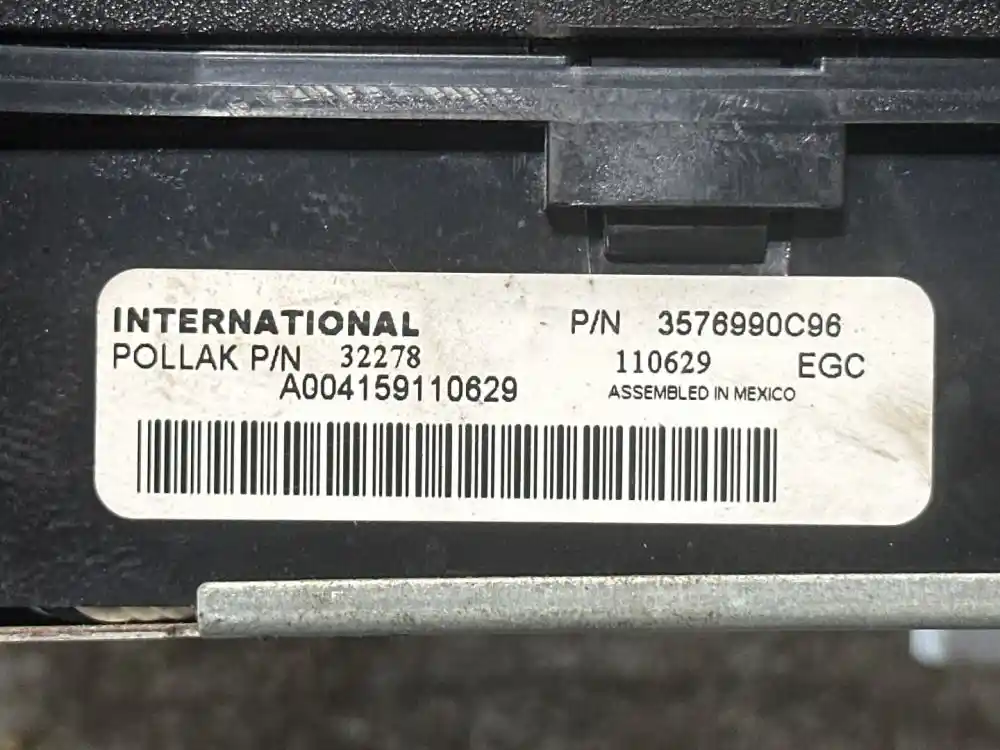 INTERNATIONAL P/N 3576990C96
POLLAK P/N 32278 110629 EGC
A004159110629 ASSEMBLED IN MEXICO